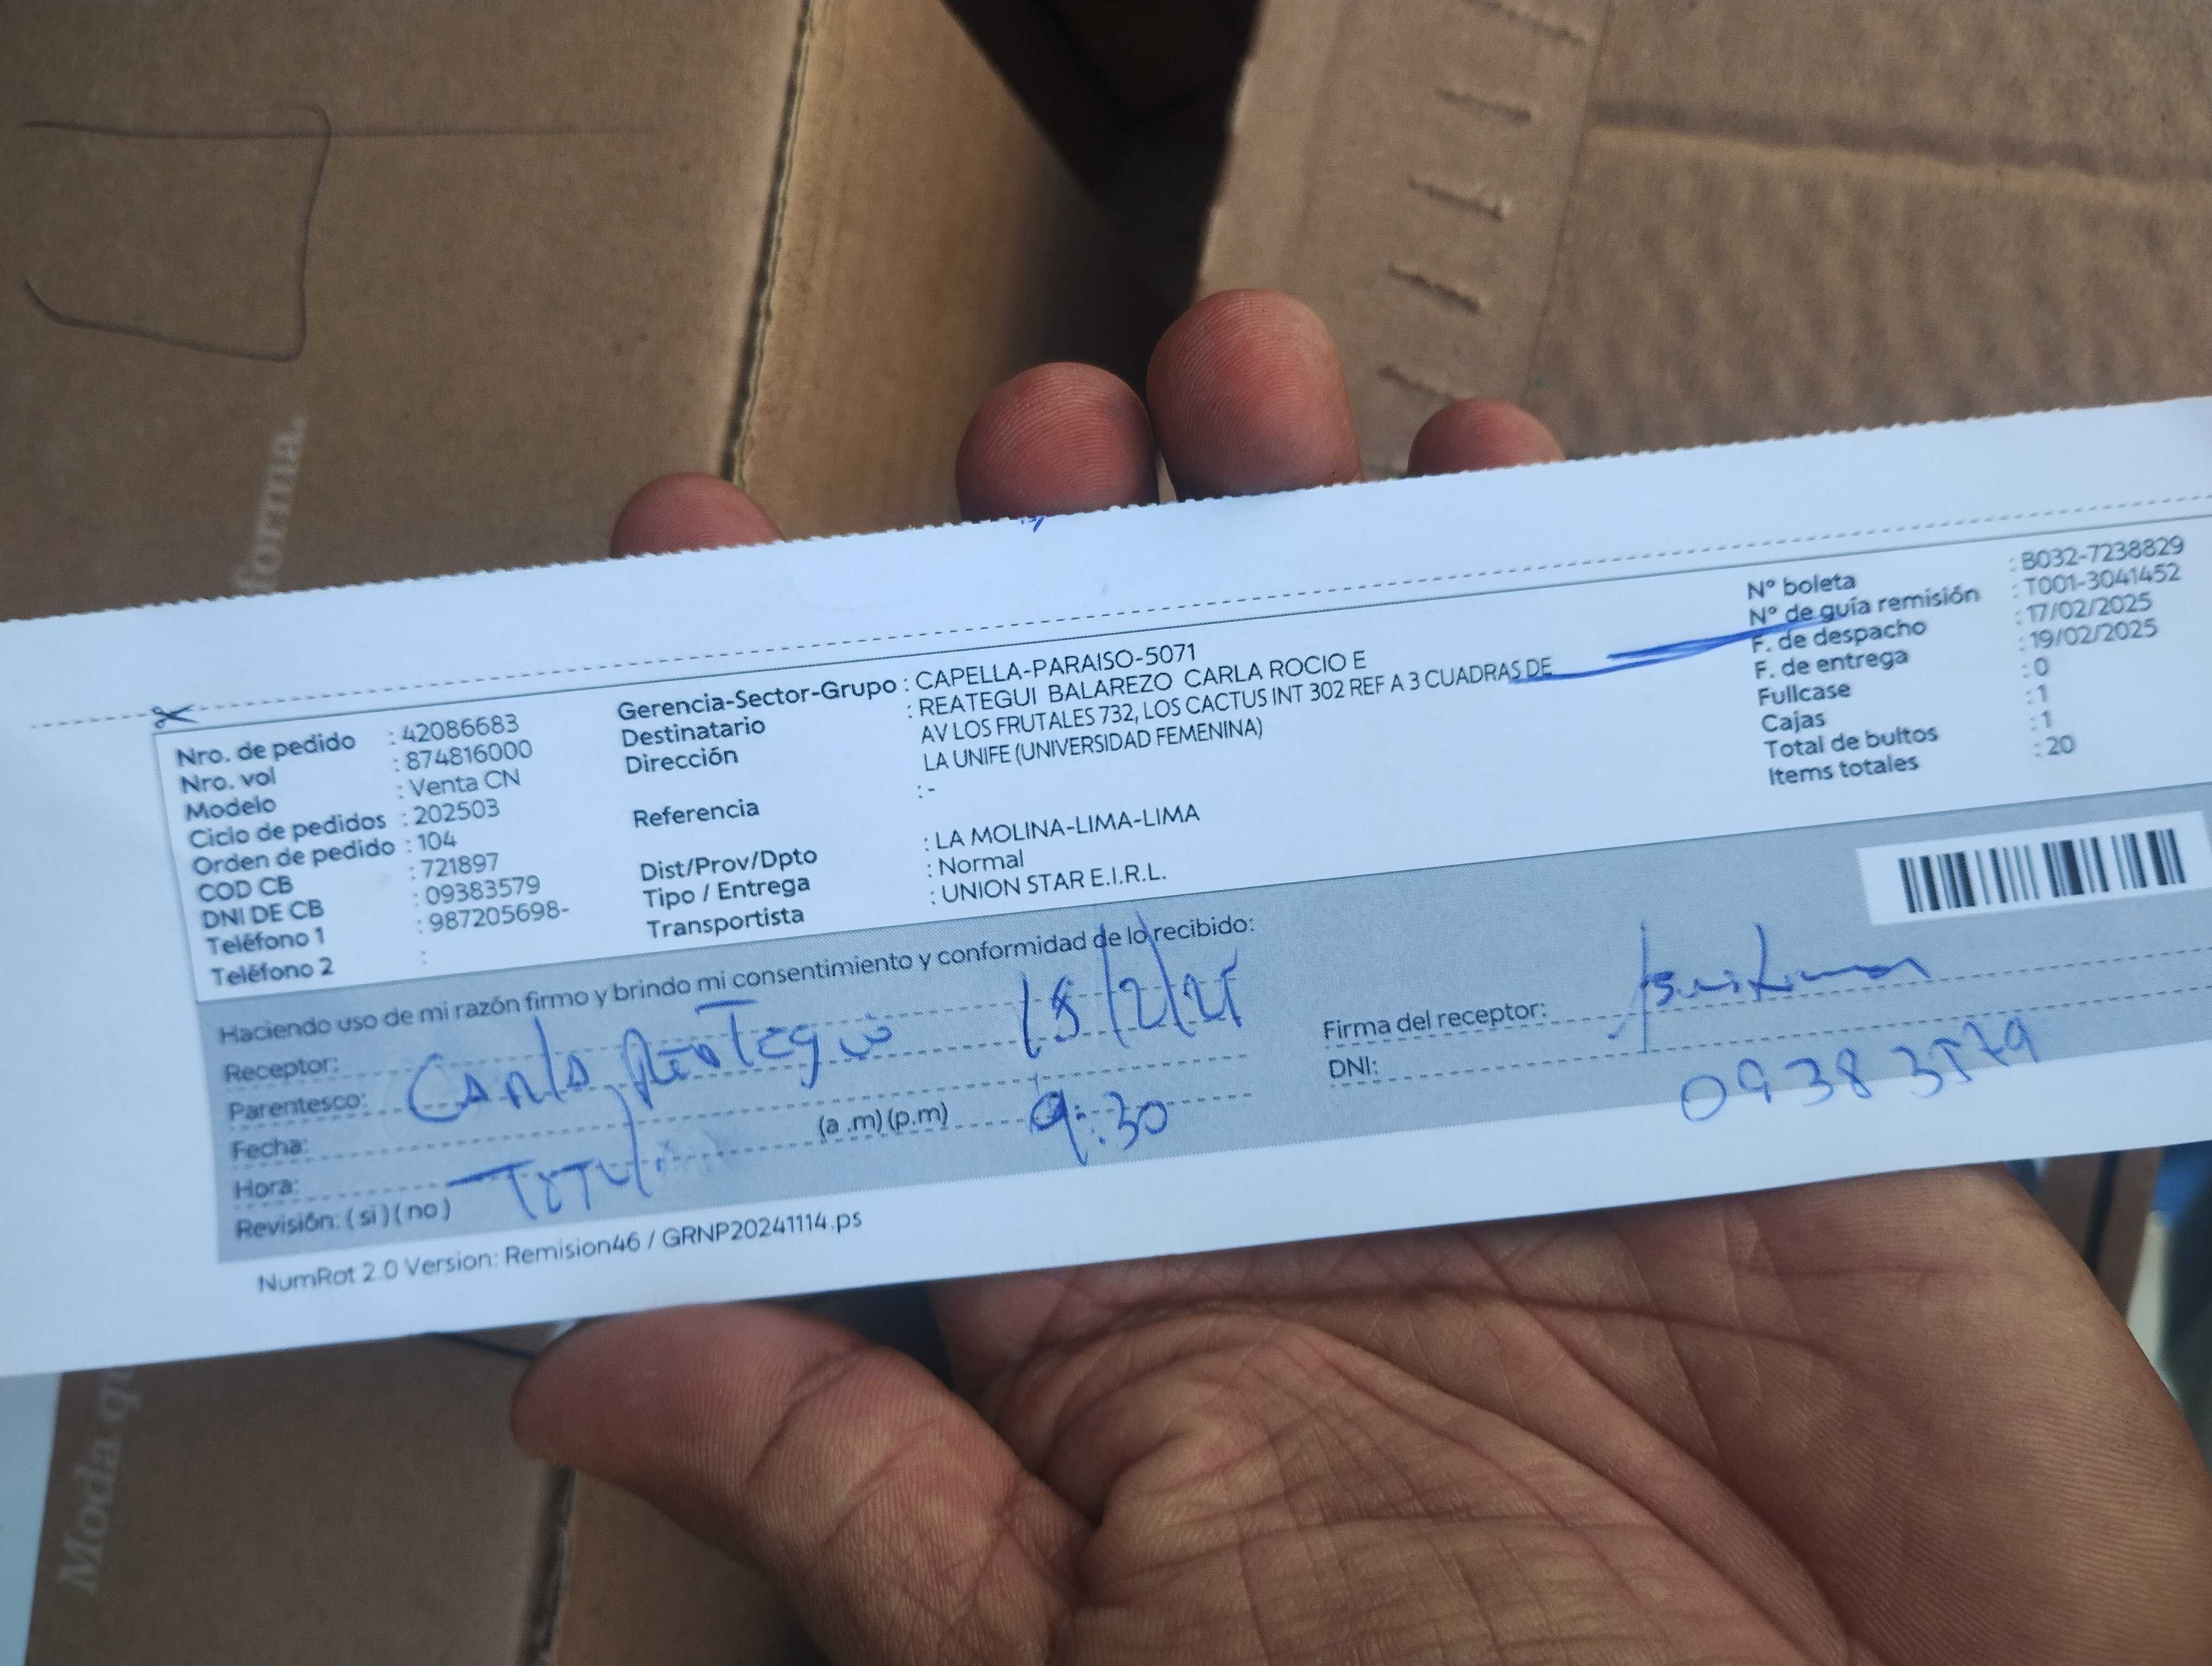 forma.
Moda
Nro. de pedido : 42086683
Nro. vol : 874816000
Modelo : Venta CN
Ciclo de pedidos : 202503
Orden de pedido : 104
COD CB : 721897
DNI DE CB : 09383579
Teléfono 1 : 987205698-
Teléfono 2 :
Gerencia-Sector-Grupo : CAPELLA-PARAISO-5071
Destinatario : REATEGUI BALAREZO CARLA ROCIO E
Dirección AV LOS FRUTALES 732, LOS CACTUS INT 302 REF A 3 CUADRAS DE
LA UNIFE (UNIVERSIDAD FEMENINA)
Referencia : -
Dist/Prov/Dpto : LA MOLINA-LIMA-LIMA
Tipo / Entrega : Normal
Transportista : UNION STAR E.I.R.L.
Nº boleta : B032-7238829
Nº de guía remisión : T001-3041452
F. de despacho : 17/02/2025
F. de entrega : 19/02/2025
Fullcase : 0
Cajas : 1
Total de bultos : 1
Items totales : 20
Haciendo uso de mi razón firmo y brindo mi consentimiento y conformidad de lo recibido:
Receptor:
Parentesco:
Fecha:
Hora: (a .m) (p.m) 9:30
Revisión: ( si ) ( no )
Firma del receptor:
DNI: 09383579
NumRot 2.0 Version: Remision46 / GRNP20241114.ps